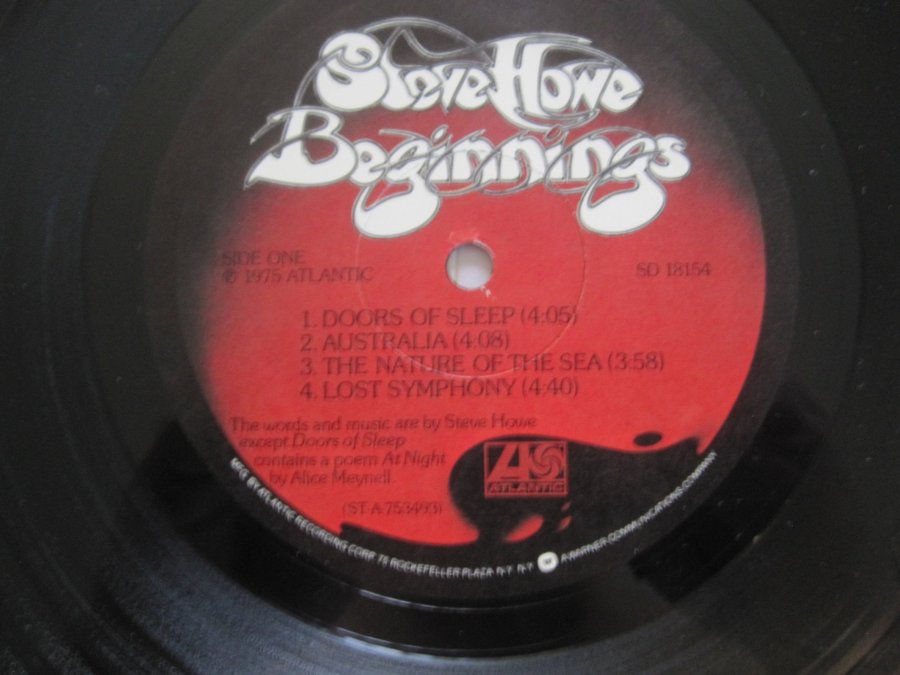 Steve Howe
Beginnings
SIDE ONE
℗ 1975 ATLANTIC
SD 18154
1. DOORS OF SLEEP (4:05)
2. AUSTRALIA (4:08)
3. THE NATURE OF THE SEA (3:58)
4. LOST SYMPHONY (4:40)
The words and music are by Steve Howe
except Doors of Sleep
contains a poem At Night
by Alice Meynell.
(ST-A-753493)
ATLANTIC
MFG. BY ATLANTIC RECORDING CORP. 75 ROCKEFELLER PLAZA N.Y. N.Y. A WARNER COMMUNICATIONS COMPANY